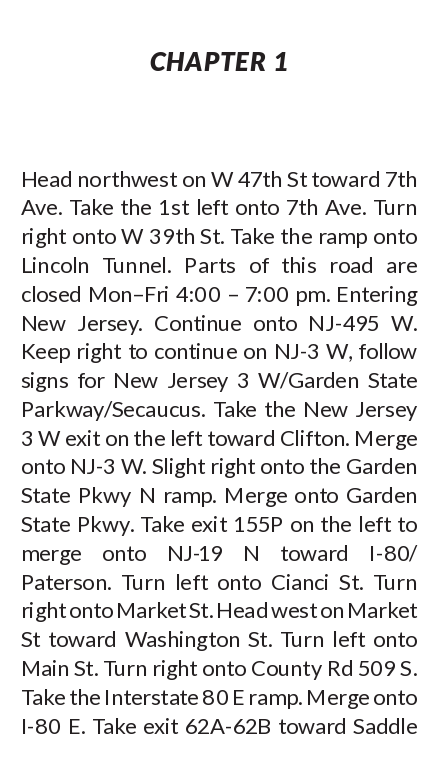 CHAPTER 1
Head northwest on W 47th St toward 7th
Ave. Take the 1st left onto 7th Ave. Turn
right onto W 39th St. Take the ramp onto
Lincoln Tunnel. Parts of this road are
closed Mon–Fri 4:00 – 7:00 pm. Entering
New Jersey. Continue onto NJ-495 W.
Keep right to continue on NJ-3 W, follow
signs for New Jersey 3 W/Garden State
Parkway/Secaucus. Take the New Jersey
3 W exit on the left toward Clifton. Merge
onto NJ-3 W. Slight right onto the Garden
State Pkwy N ramp. Merge onto Garden
State Pkwy. Take exit 155P on the left to
merge onto NJ-19 N toward I-80/
Paterson. Turn left onto Cianci St. Turn
right onto Market St. Head west on Market
St toward Washington St. Turn left onto
Main St. Turn right onto County Rd 509 S.
Take the Interstate 80 E ramp. Merge onto
I-80 E. Take exit 62A-62B toward Saddle